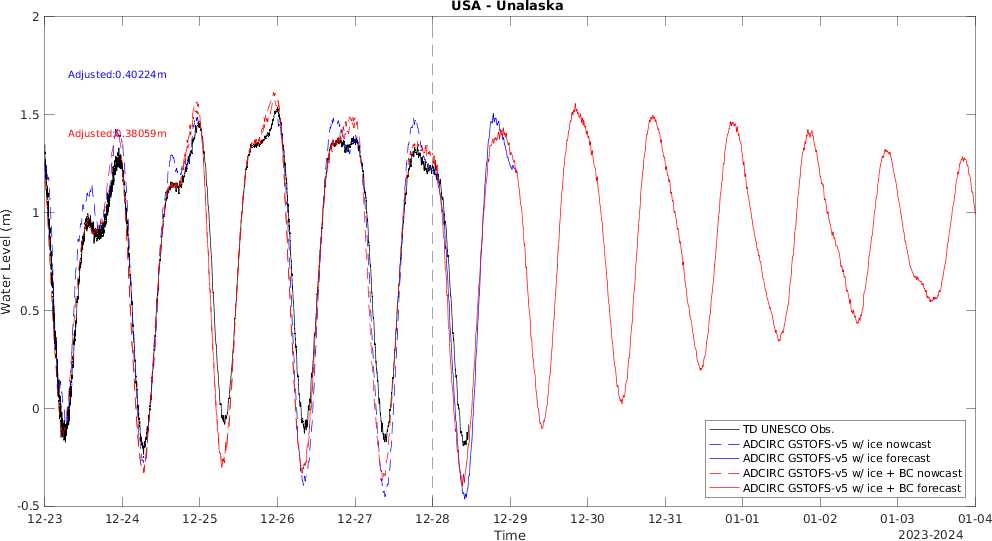 USA - Unalaska
2
1.5
1
0.5
0
-0.5
Water Level (m)
Adjusted:0.40224m
Adjusted:0.38059m
TD UNESCO Obs.
ADCIRC GSTOFS-v5 w/ ice nowcast
ADCIRC GSTOFS-v5 w/ ice forecast
ADCIRC GSTOFS-v5 w/ ice + BC nowcast
ADCIRC GSTOFS-v5 w/ ice + BC forecast
12-23 12-24 12-25 12-26 12-27 12-28 12-29 12-30 12-31 01-01 01-02 01-03 01-04
Time
2023-2024